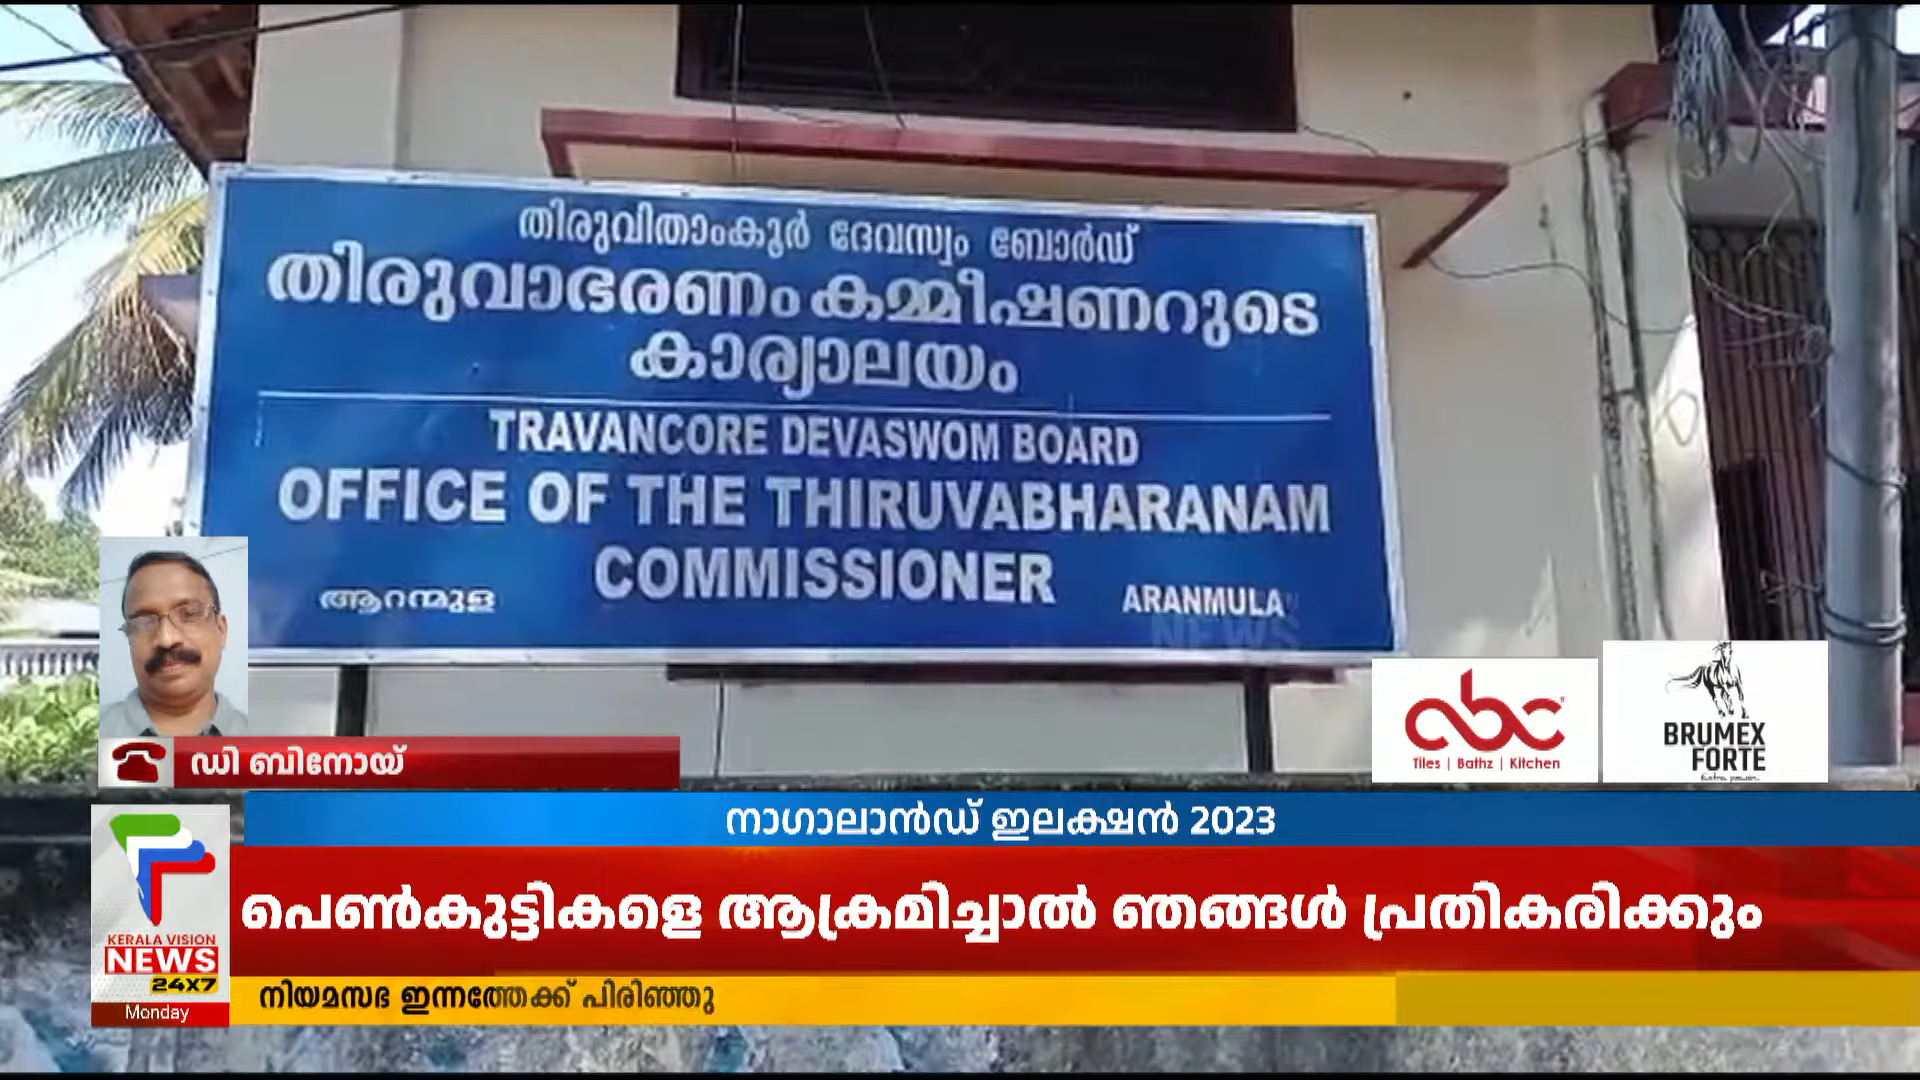 തിരുവിതാംകൂർ ദേവസ്വം ബോർഡ്
തിരുവാഭരണം കമ്മീഷണറുടെ
കാര്യാലയം
TRAVANCORE DEVASWOM BOARD
OFFICE OF THE THIRUVABHARANAM
COMMISSIONER
ആറന്മുള
ARANMULA
NEWS
abc
Tiles | Bathz | Kitchen
BRUMEX
FORTE
ഡി ബിനോയ്
നാഗാലാൻഡ് ഇലക്ഷൻ 2023
പെൺകുട്ടികളെ ആക്രമിച്ചാൽ ഞങ്ങൾ പ്രതികരിക്കും
KERALA VISION
NEWS
24X7
Monday
നിയമസഭ ഇന്നത്തേക്ക് പിരിഞ്ഞു